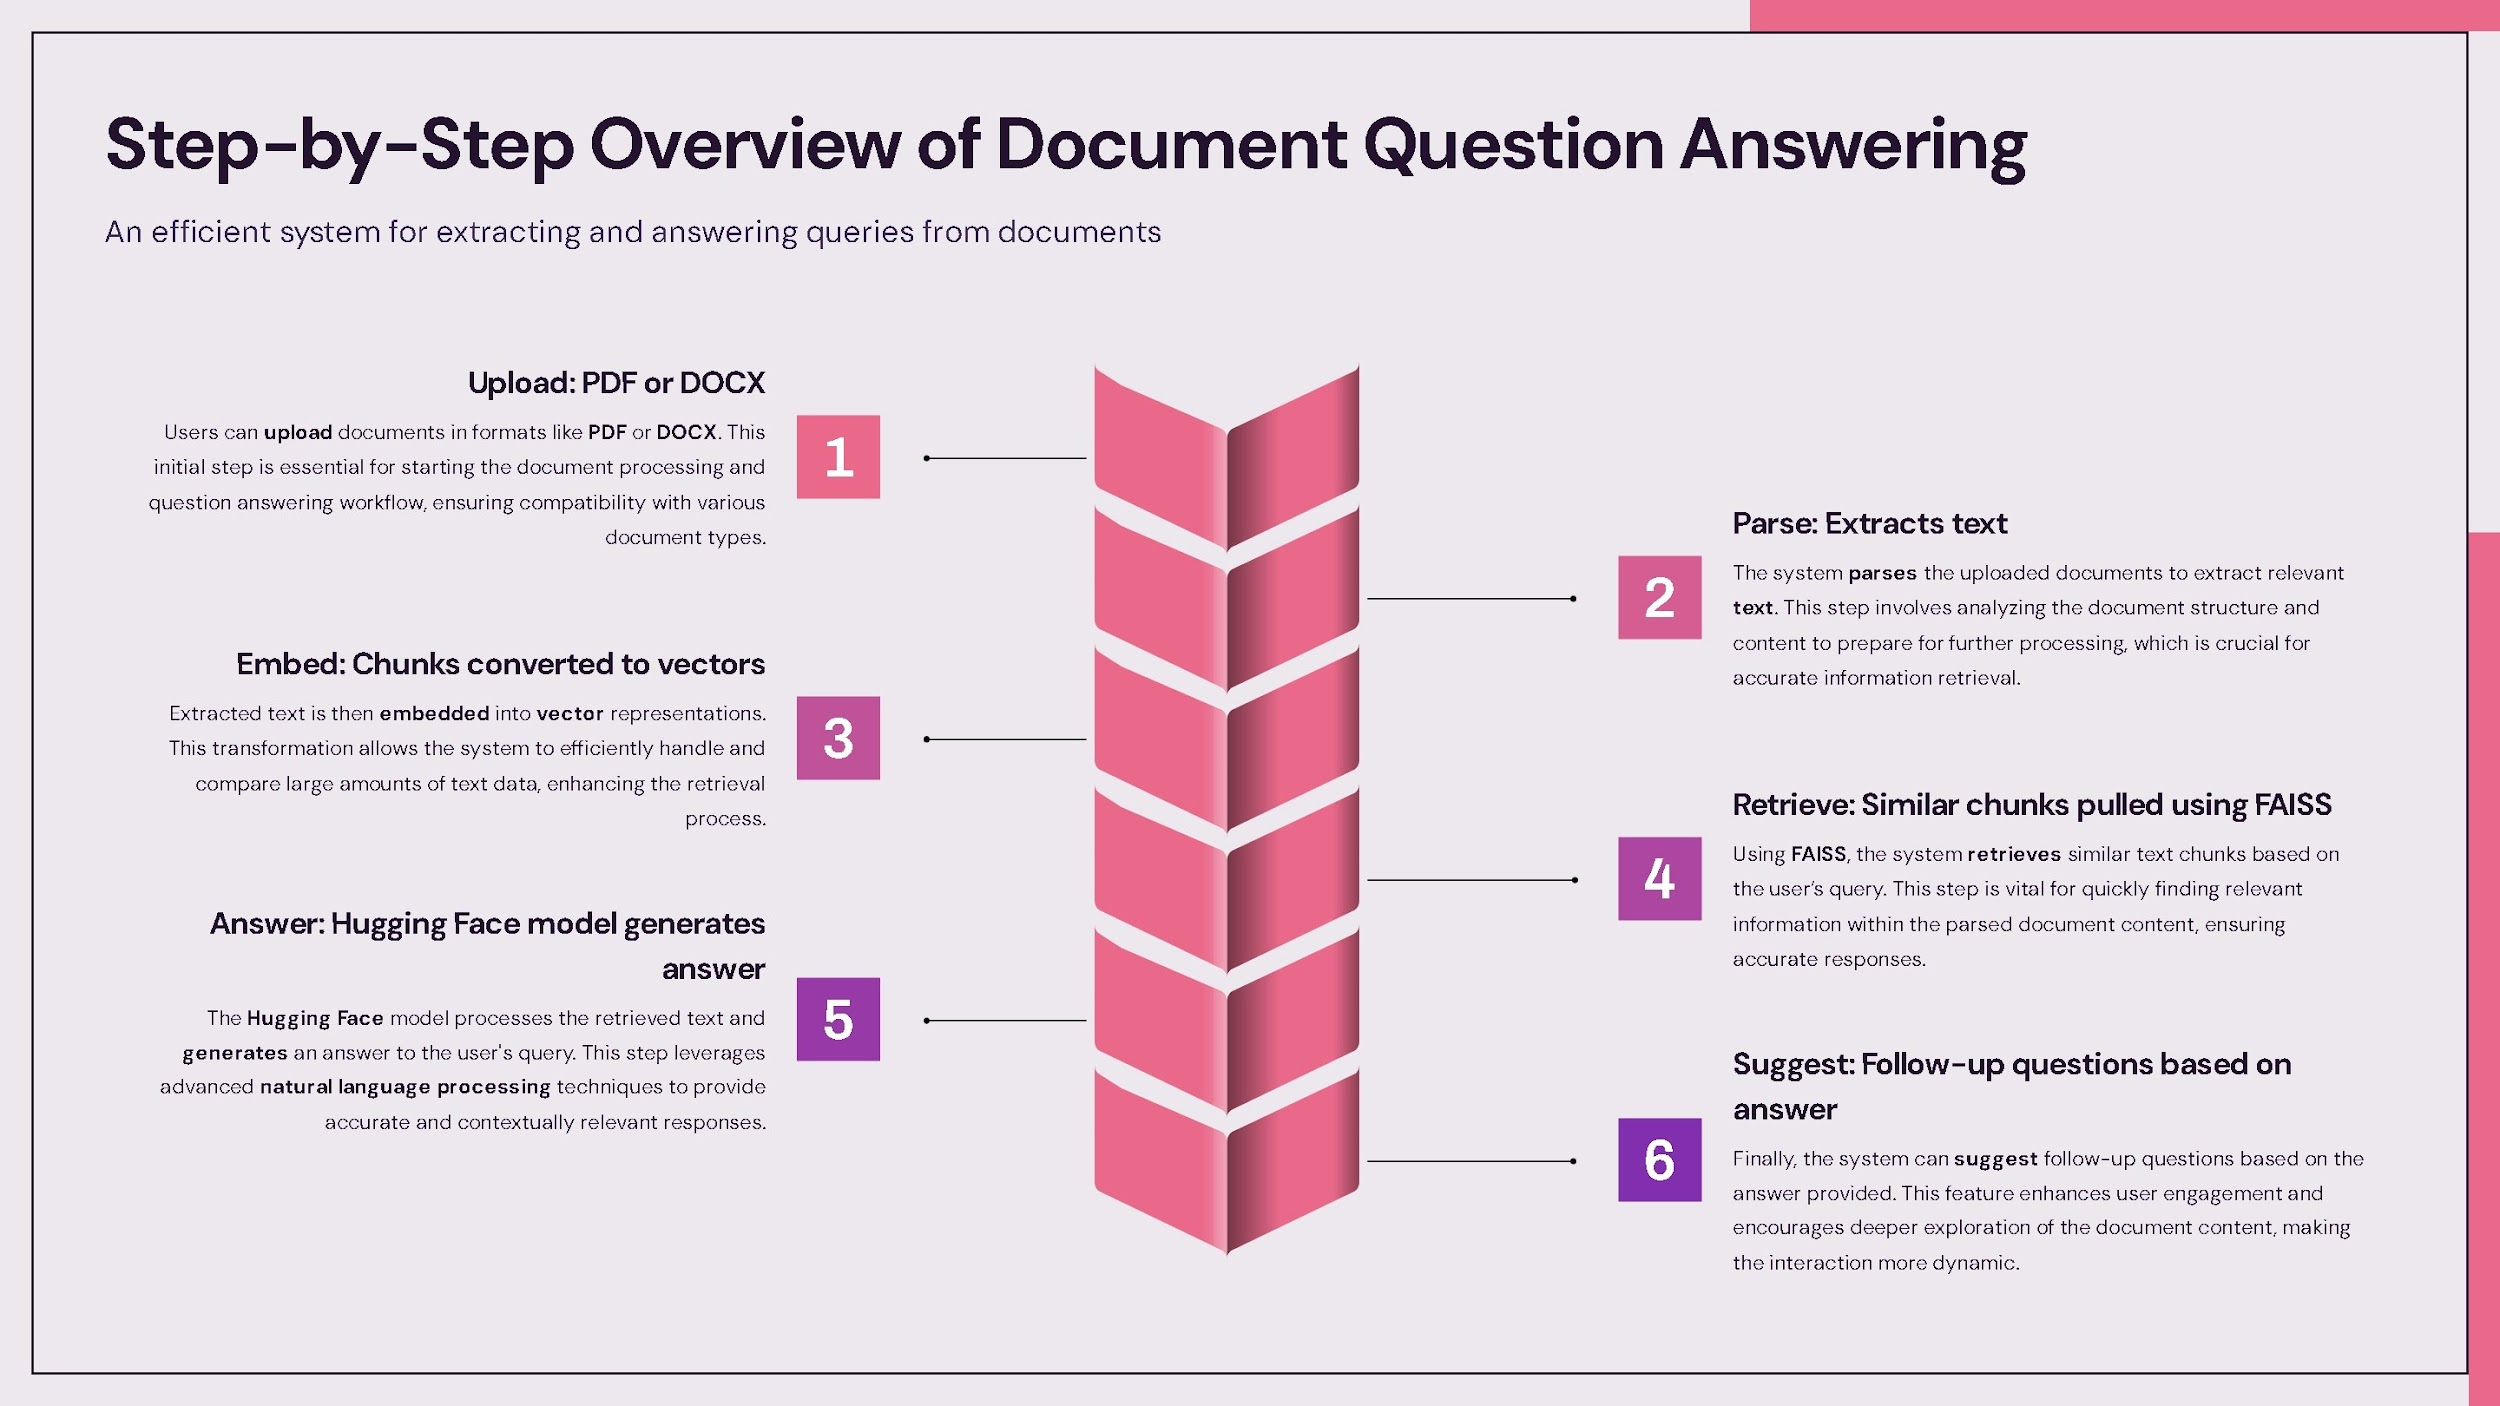 Step-by-Step Overview of Document Question Answering
An efficient system for extracting and answering queries from documents
Upload: PDF or DOCX
Users can upload documents in formats like PDF or DOCX. This
initial step is essential for starting the document processing and
question answering workflow, ensuring compatibility with various
document types.
1
Parse: Extracts text
2
The system parses the uploaded documents to extract relevant
text. This step involves analyzing the document structure and
content to prepare for further processing, which is crucial for
accurate information retrieval.
Embed: Chunks converted to vectors
Extracted text is then embedded into vector representations.
This transformation allows the system to efficiently handle and
compare large amounts of text data, enhancing the retrieval
process.
3
Retrieve: Similar chunks pulled using FAISS
4
Using FAISS, the system retrieves similar text chunks based on
the user's query. This step is vital for quickly finding relevant
information within the parsed document content, ensuring
accurate responses.
Answer: Hugging Face model generates
answer
The Hugging Face model processes the retrieved text and
generates an answer to the user's query. This step leverages
advanced natural language processing techniques to provide
accurate and contextually relevant responses.
5
Suggest: Follow-up questions based on
answer
6
Finally, the system can suggest follow-up questions based on the
answer provided. This feature enhances user engagement and
encourages deeper exploration of the document content, making
the interaction more dynamic.